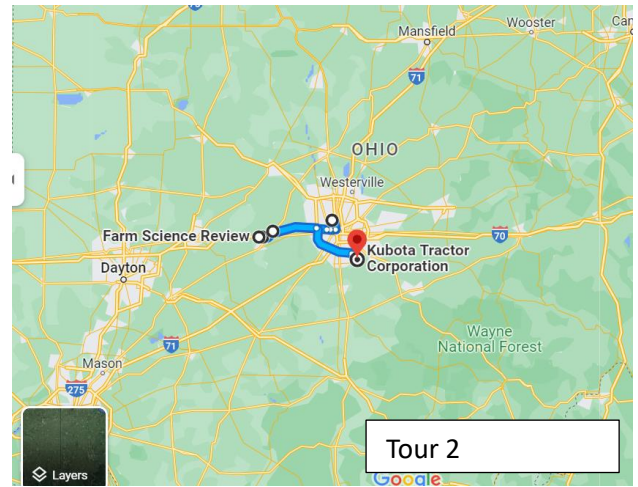 Mansfield
Wooster
71
OHIO
Westerville
Farm Science Review
Kubota Tractor
Corporation
70
Dayton
Wayne
National Forest
71
Mason
275
Layers
Tour 2
Google